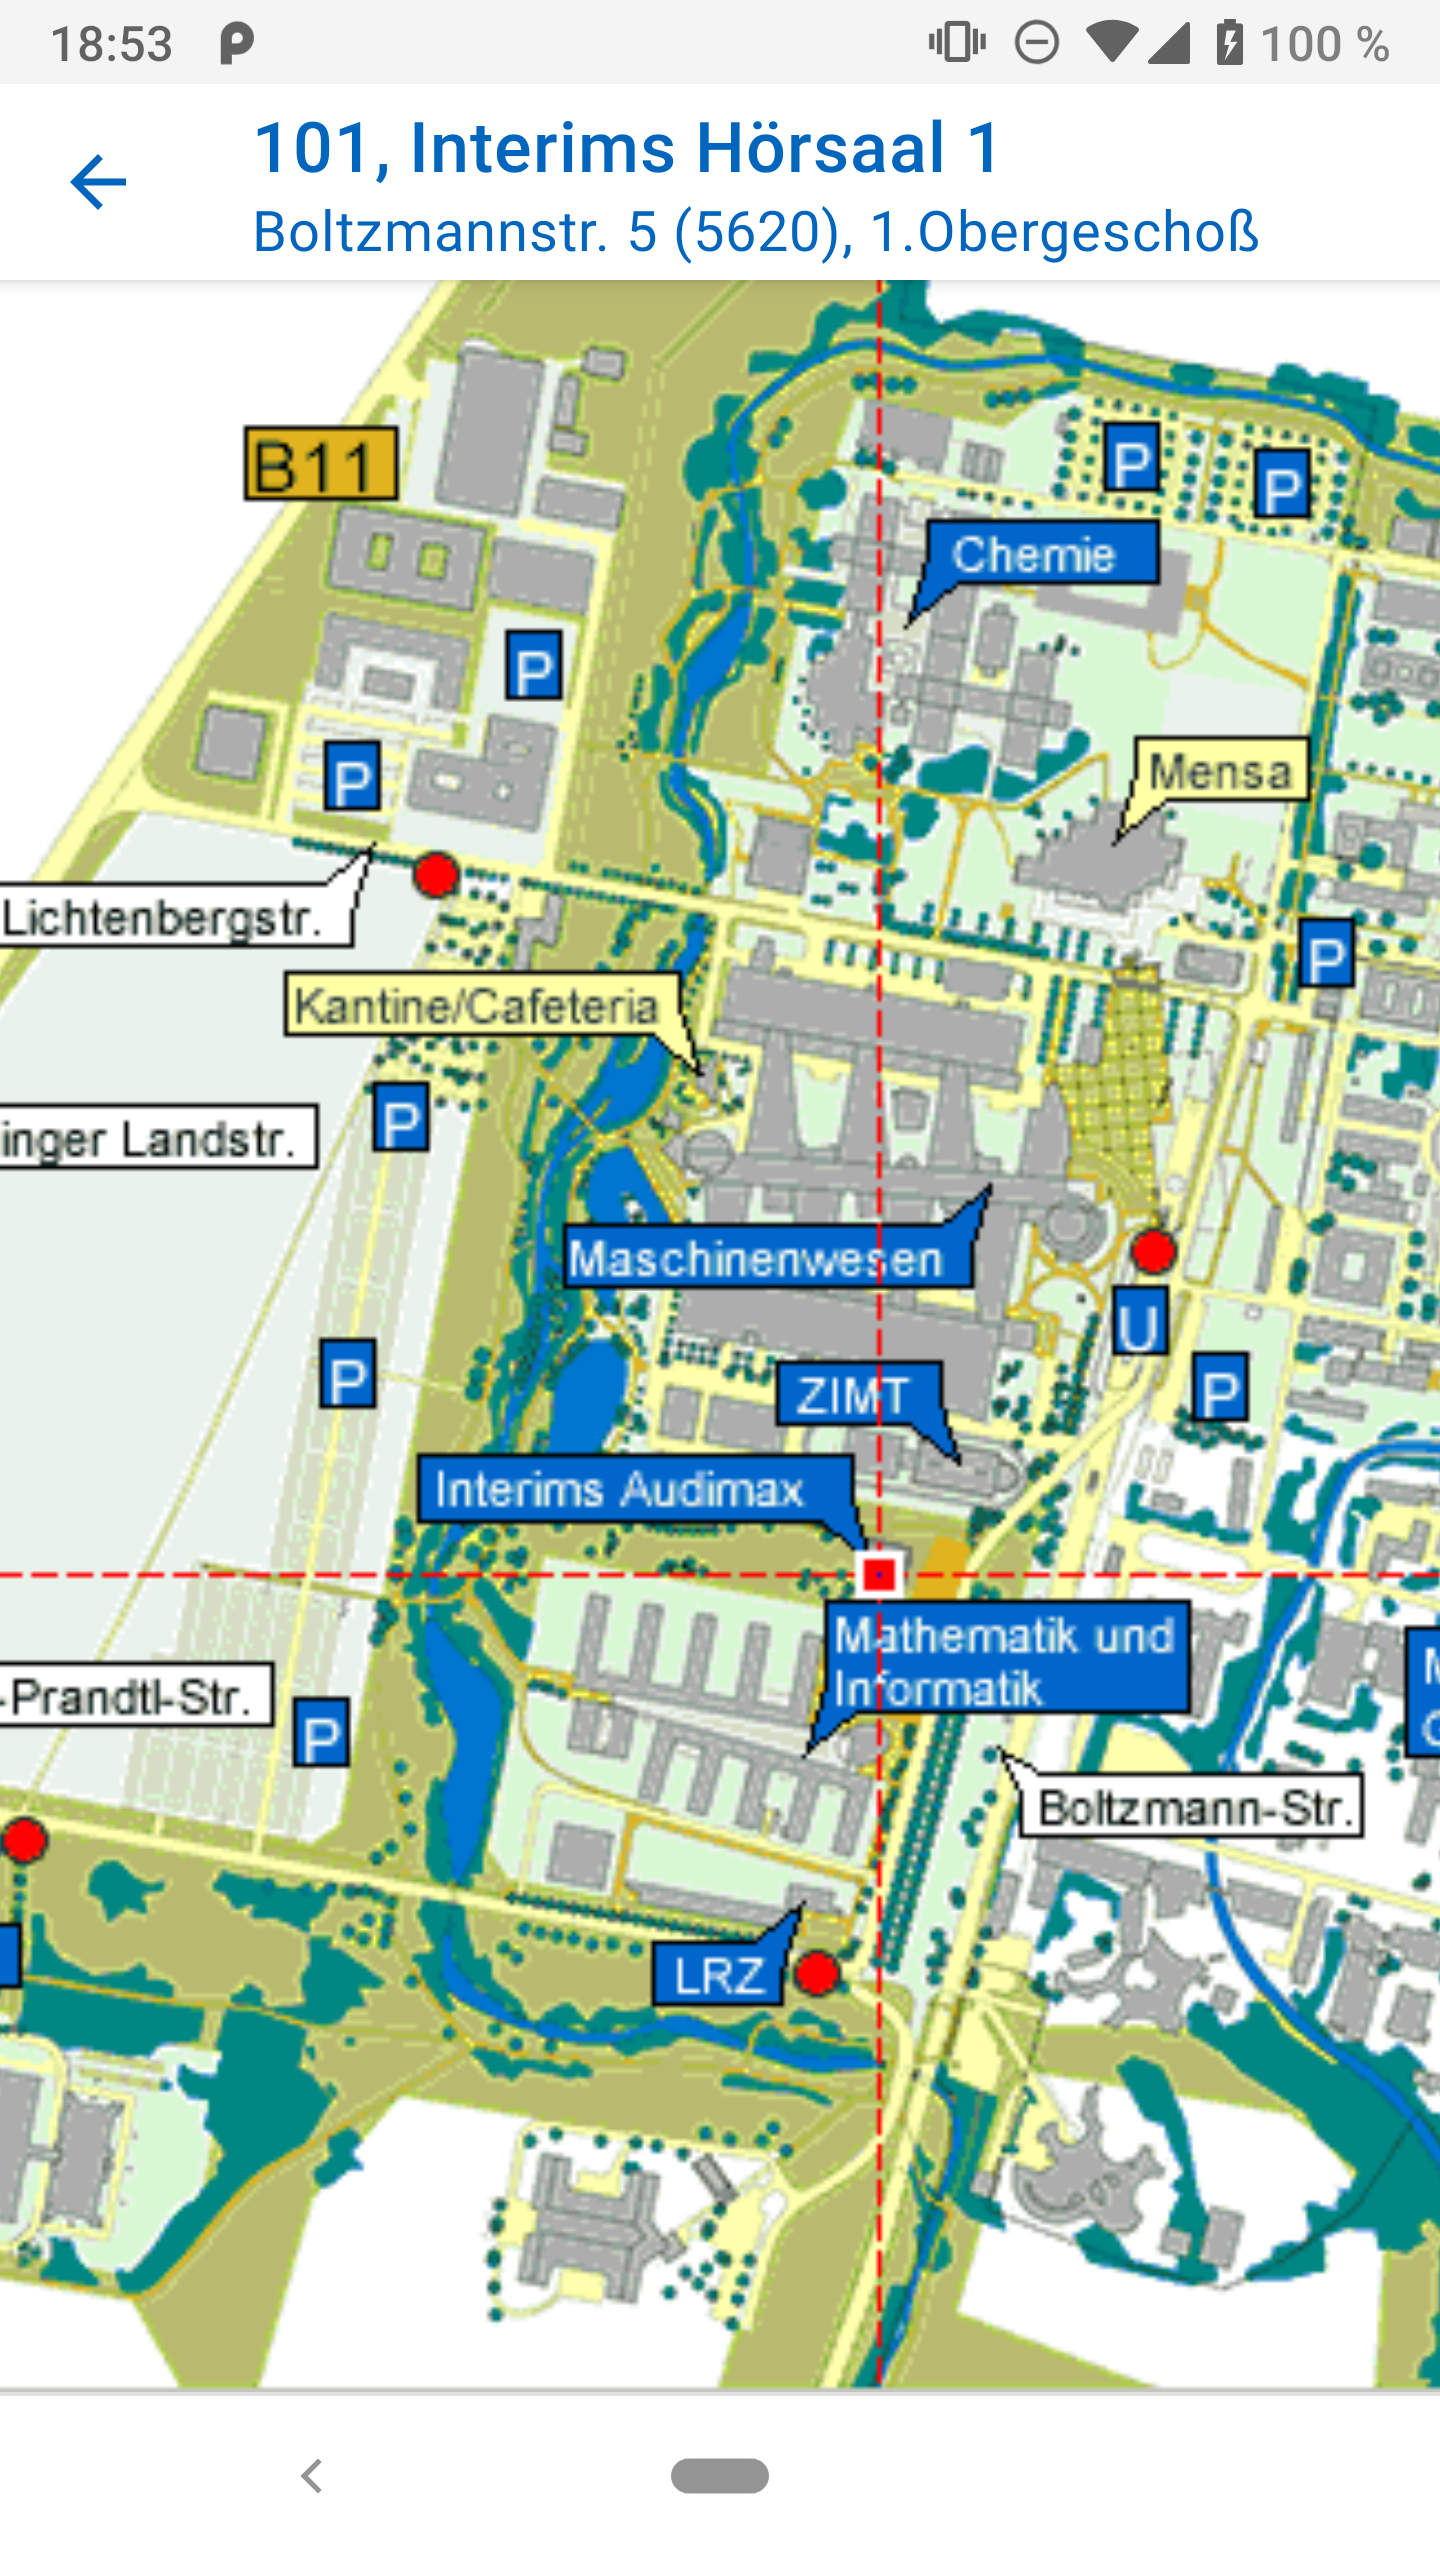 18:53
100 %
101, Interims Hörsaal 1
Boltzmannstr. 5 (5620), 1.Obergeschoß
B11
P
P
Chemie
P
P
Mensa
Lichtenbergstr.
P
Kantine/Cafeteria
P
inger Landstr.
Maschinenwesen
U
P
P
ZIMT
Interims Audimax
Mathematik und
Informatik
-Prandtl-Str.
P
Boltzmann-Str.
LRZ